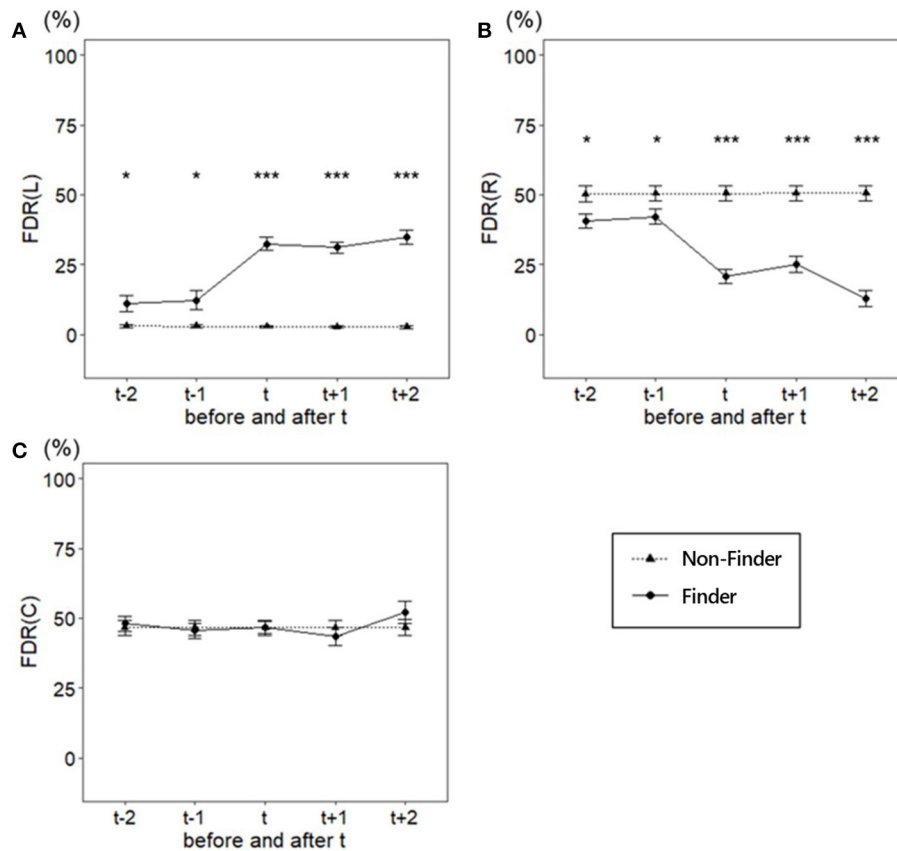 A (%)
100
75
50
25
0
FDR(L)
* * *** *** ***
t-2 t-1 t t+1 t+2
before and after t
B (%)
100
75
50
25
0
FDR(R)
* * *** *** ***
t-2 t-1 t t+1 t+2
before and after t
C (%)
100
75
50
25
0
FDR(C)
t-2 t-1 t t+1 t+2
before and after t
Non-Finder
Finder